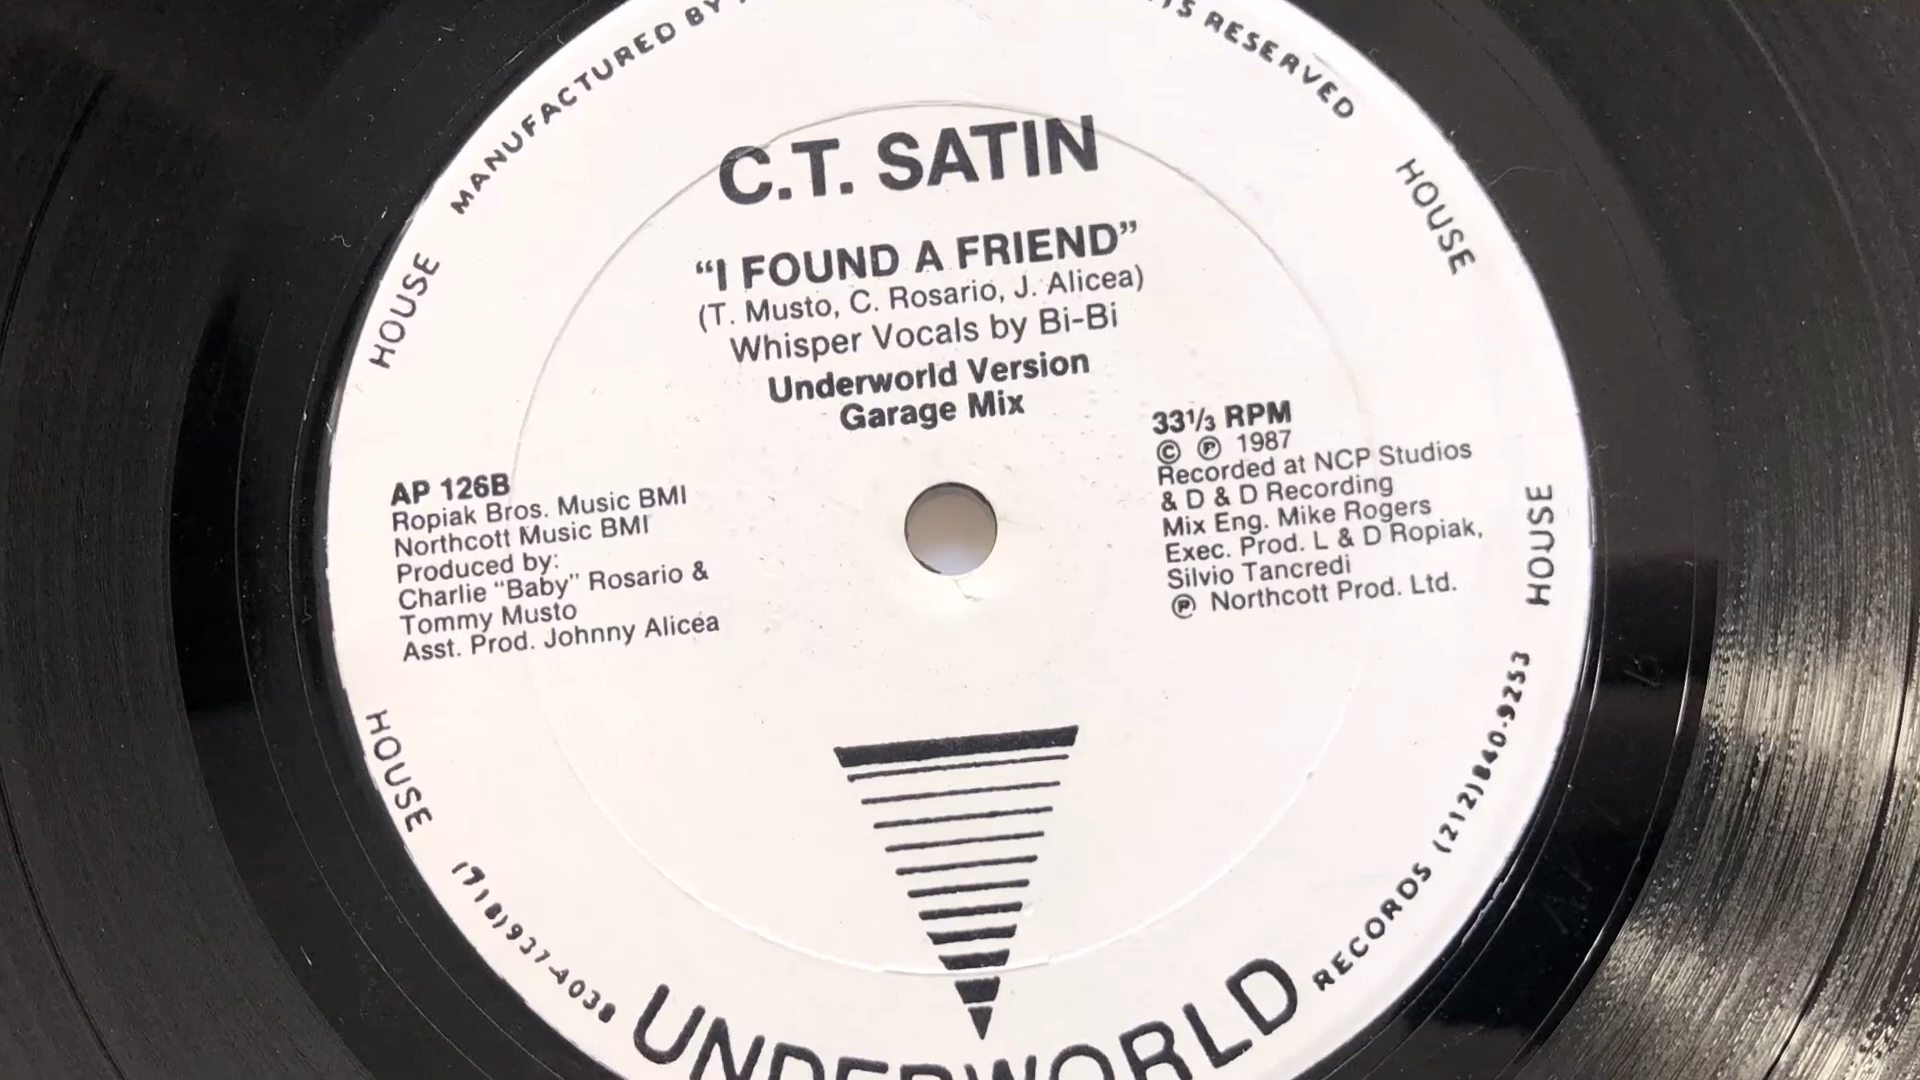 MANUFACTURED BY
RESERVED
HOUSE
HOUSE
C.T. SATIN
“I FOUND A FRIEND”
(T. Musto, C. Rosario, J. Alicea)
Whisper Vocals by Bi-Bi
Underworld Version
Garage Mix
AP 126B
Ropiak Bros. Music BMI
Northcott Music BMI
Produced by:
Charlie “Baby” Rosario &
Tommy Musto
Asst. Prod. Johnny Alicea
33⅓ RPM
© ℗ 1987
Recorded at NCP Studios
& D & D Recording
Mix Eng. Mike Rogers
Exec. Prod. L & D Ropiak,
Silvio Tancredi
℗ Northcott Prod. Ltd.
HOUSE
HOUSE
(718)937-4038
UNDERWORLD
RECORDS (212)840-9253